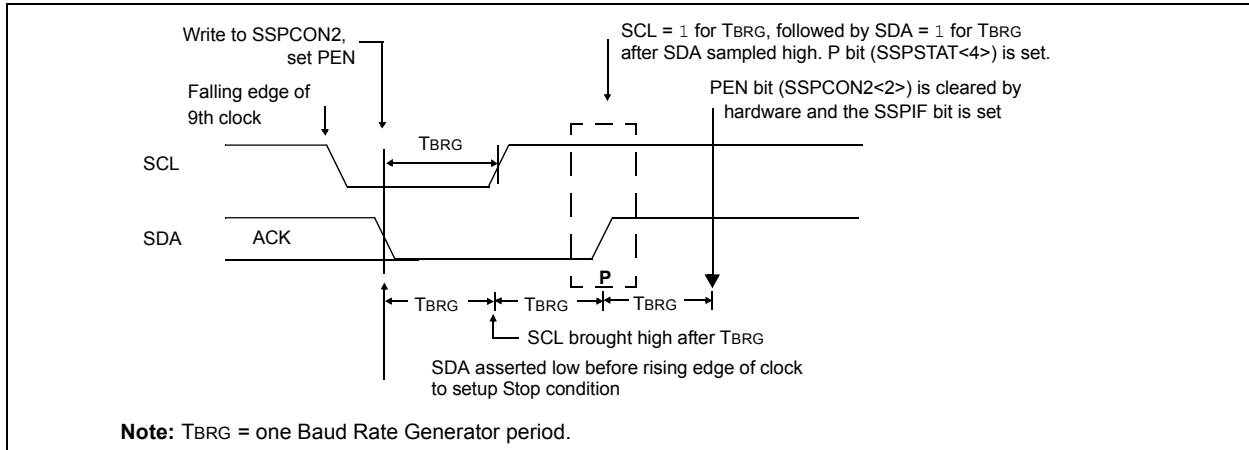 Write to SSPCON2,
set PEN
SCL = 1 for TBRG, followed by SDA = 1 for TBRG
after SDA sampled high. P bit (SSPSTAT<4>) is set.
Falling edge of
9th clock
PEN bit (SSPCON2<2>) is cleared by
hardware and the SSPIF bit is set
TBRG
SCL
SDA
ACK
P
TBRG
TBRG
TBRG
SCL brought high after TBRG
SDA asserted low before rising edge of clock
to setup Stop condition
Note: TBRG = one Baud Rate Generator period.